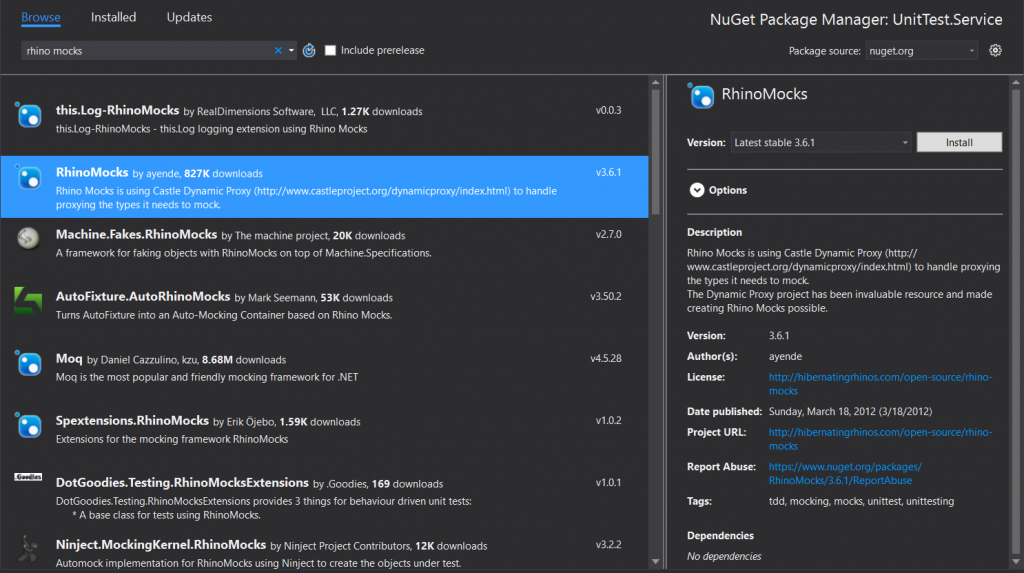 Browse Installed Updates
NuGet Package Manager: UnitTest.Service
rhino mocks
Include prerelease
Package source: nuget.org
this.Log-RhinoMocks by RealDimensions Software, LLC, 1.27K downloads v0.0.3
this.Log-RhinoMocks - this.Log logging extension using Rhino Mocks
RhinoMocks by ayende, 827K downloads v3.6.1
Rhino Mocks is using Castle Dynamic Proxy (http://www.castleproject.org/dynamicproxy/index.html) to handle
proxying the types it needs to mock.
Machine.Fakes.RhinoMocks by The machine project, 20K downloads v2.7.0
A framework for faking objects with RhinoMocks on top of Machine.Specifications.
AutoFixture.AutoRhinoMocks by Mark Seemann, 53K downloads v3.50.2
Turns AutoFixture into an Auto-Mocking Container based on Rhino Mocks.
Moq by Daniel Cazzulino, kzu, 8.68M downloads v4.5.28
Moq is the most popular and friendly mocking framework for .NET
Spextensions.RhinoMocks by Erik Öjebo, 1.59K downloads v1.0.2
Extensions for the mocking framework RhinoMocks
.Goodies
DotGoodies.Testing.RhinoMocksExtensions by .Goodies, 169 downloads v1.0.1
DotGoodies.Testing.RhinoMocksExtensions provides 3 things for behaviour driven unit tests:
* A base class for tests using RhinoMocks.
Ninject.MockingKernel.RhinoMocks by Ninject Project Contributors, 12K downloads v3.2.2
Automock implementation for RhinoMocks using Ninject to create the objects under test.
RhinoMocks
Version: Latest stable 3.6.1 Install
Options
Description
Rhino Mocks is using Castle Dynamic Proxy (http://
www.castleproject.org/dynamicproxy/index.html) to handle proxying
the types it needs to mock.
The Dynamic Proxy project has been invaluable resource and made
creating Rhino Mocks possible.
Version: 3.6.1
Author(s): ayende
License: http://hibernatingrhinos.com/open-source/rhino-
mocks
Date published: Sunday, March 18, 2012 (3/18/2012)
Project URL: http://hibernatingrhinos.com/open-source/rhino-
mocks
Report Abuse: https://www.nuget.org/packages/
RhinoMocks/3.6.1/ReportAbuse
Tags: tdd, mocking, mocks, unittest, unittesting
Dependencies
No dependencies